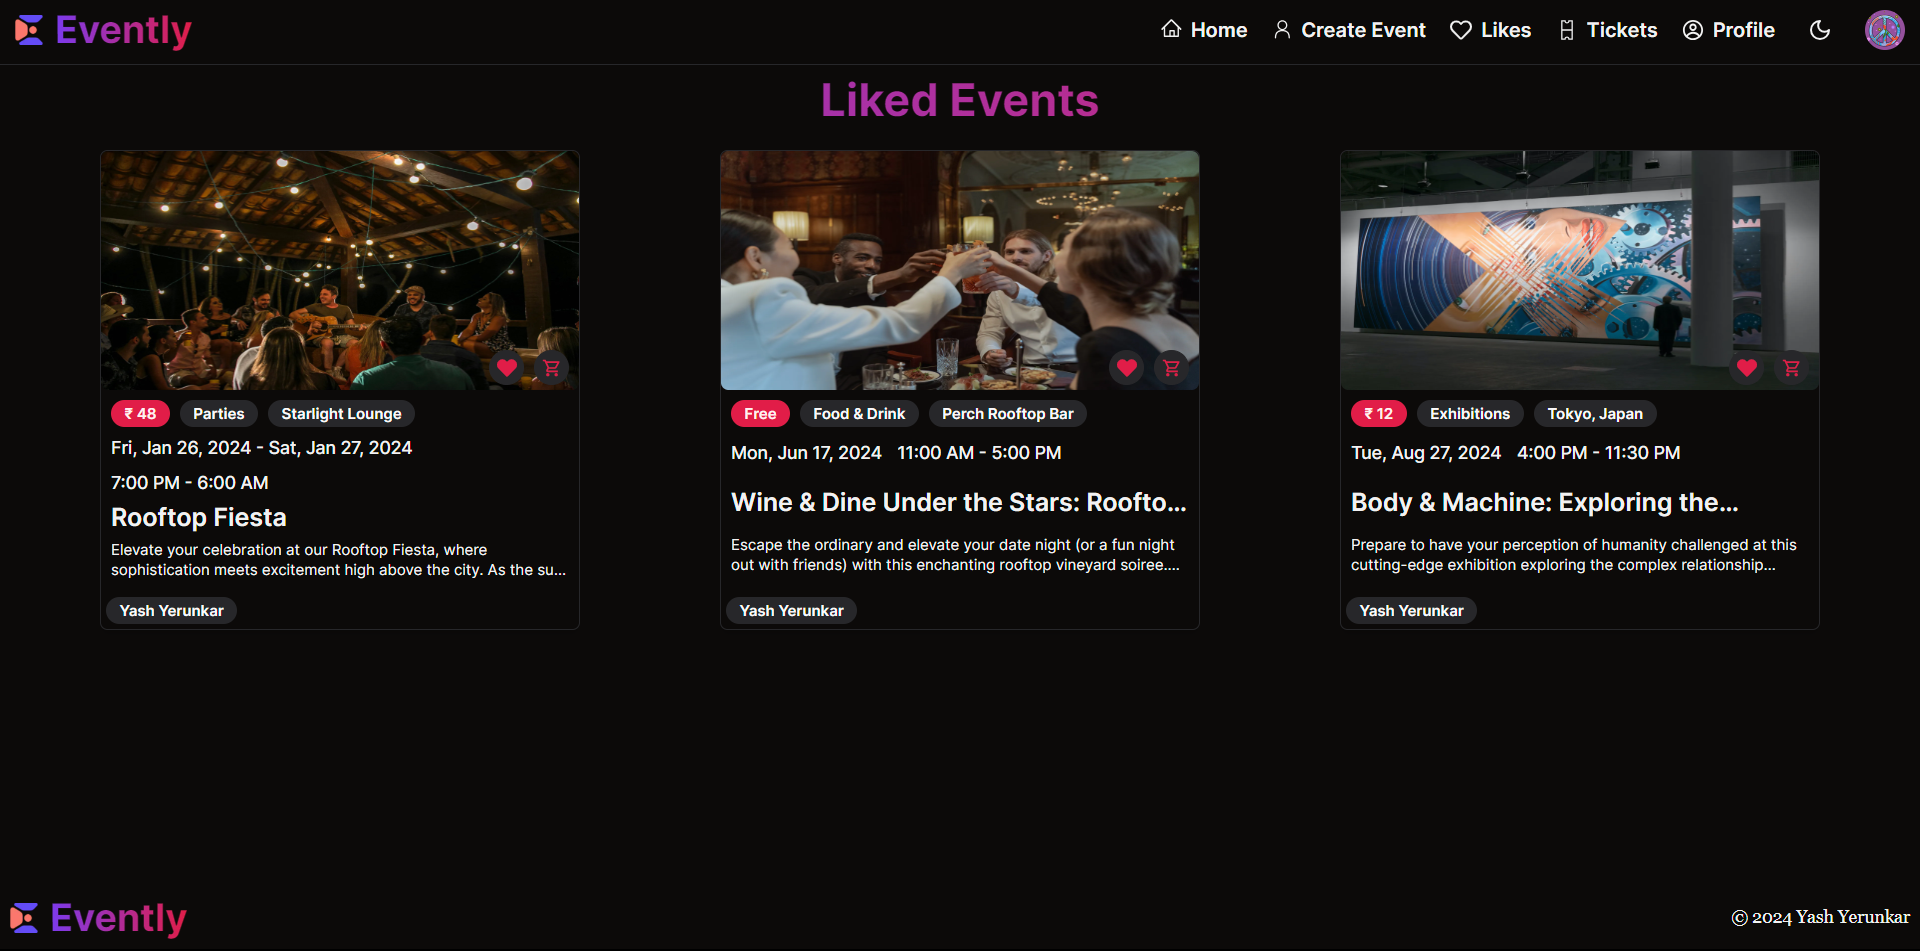 Evently
Home
Create Event
Likes
Tickets
Profile
Liked Events
₹ 48
Parties
Starlight Lounge
Fri, Jan 26, 2024 - Sat, Jan 27, 2024
7:00 PM - 6:00 AM
Rooftop Fiesta
Elevate your celebration at our Rooftop Fiesta, where
sophistication meets excitement high above the city. As the su...
Yash Yerunkar
Free
Food & Drink
Perch Rooftop Bar
Mon, Jun 17, 2024 11:00 AM - 5:00 PM
Wine & Dine Under the Stars: Roofto...
Escape the ordinary and elevate your date night (or a fun night
out with friends) with this enchanting rooftop vineyard soiree....
Yash Yerunkar
₹ 12
Exhibitions
Tokyo, Japan
Tue, Aug 27, 2024 4:00 PM - 11:30 PM
Body & Machine: Exploring the...
Prepare to have your perception of humanity challenged at this
cutting-edge exhibition exploring the complex relationship...
Yash Yerunkar
Evently
© 2024 Yash Yerunkar